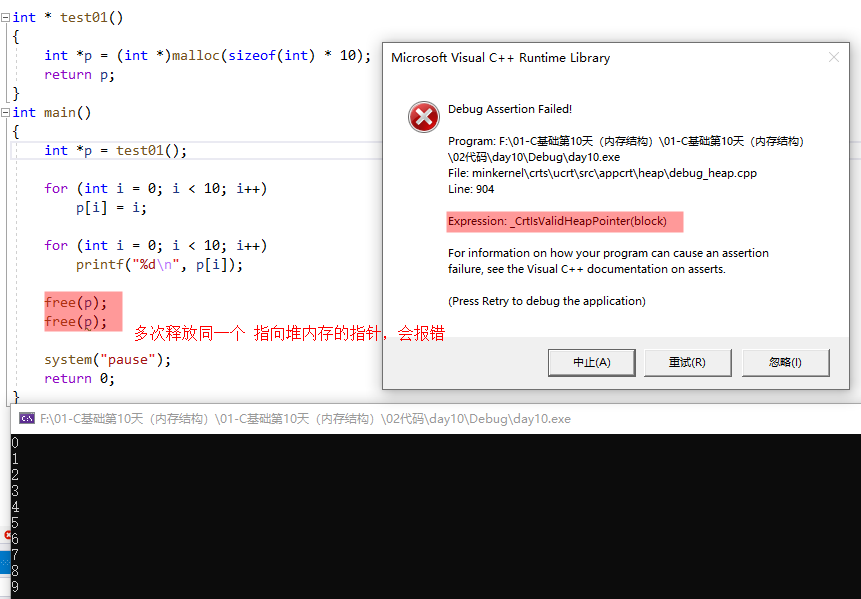 int * test01()
{
int *p = (int *)malloc(sizeof(int) * 10);
return p;
}
int main()
{
int *p = test01();
for (int i = 0; i < 10; i++)
p[i] = i;
for (int i = 0; i < 10; i++)
printf("%d\n", p[i]);
free(p);
free(p);
多次释放同一个 指向堆内存的指针，会报错
system("pause");
return 0;
}
Microsoft Visual C++ Runtime Library
Debug Assertion Failed!
Program: F:\01-C基础第10天（内存结构）\01-C基础第10天（内存结构）
\02代码\day10\Debug\day10.exe
File: minkernel\crts\ucrt\src\appcrt\heap\debug_heap.cpp
Line: 904
Expression: _CrtIsValidHeapPointer(block)
For information on how your program can cause an assertion
failure, see the Visual C++ documentation on asserts.
(Press Retry to debug the application)
中止(A)
重试(R)
忽略(I)
F:\01-C基础第10天（内存结构）\01-C基础第10天（内存结构）\02代码\day10\Debug\day10.exe
0
1
2
3
4
5
6
7
8
9